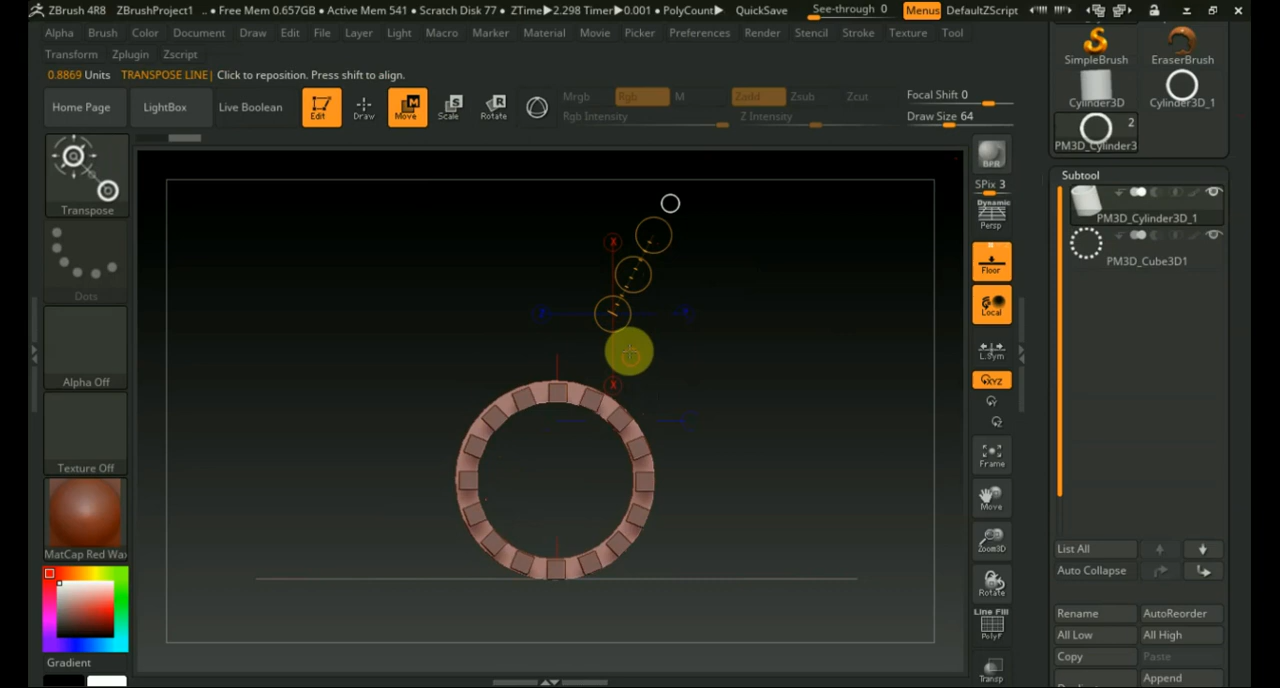 ZBrush 4R8 ZBrushProject1 .. • Free Mem 0.657GB • Active Mem 541 • Scratch Disk 77 • ZTime▶2.298 Timer▶0.001 • PolyCount▶ QuickSave See-through 0 Menus DefaultZScript
Alpha Brush Color Document Draw Edit File Layer Light Macro Marker Material Movie Picker Preferences Render Stencil Stroke Texture Tool
Transform Zplugin Zscript
0.8869 Units TRANSPOSE LINE| Click to reposition. Press shift to align.
Home Page LightBox Live Boolean Edit Draw Move Scale Rotate
Mrgb Rgb M Zadd Zsub Zcut
Rgb Intensity Z Intensity
Focal Shift 0
Draw Size 64
Transpose
Dots
Alpha Off
Texture Off
MatCap Red Wax
Gradient
X
X
BPR
SPix 3
Dynamic
Persp
Floor
Local
L.Sym
XYZ
Y
Z
Frame
Move
Zoom3D
Rotate
Line Fill
PolyF
Transp
SimpleBrush EraserBrush
Cylinder3D Cylinder3D_1
2
PM3D_Cylinder3
Subtool
PM3D_Cylinder3D_1
PM3D_Cube3D1
List All
Auto Collapse
Rename AutoReorder
All Low All High
Copy Paste
Append